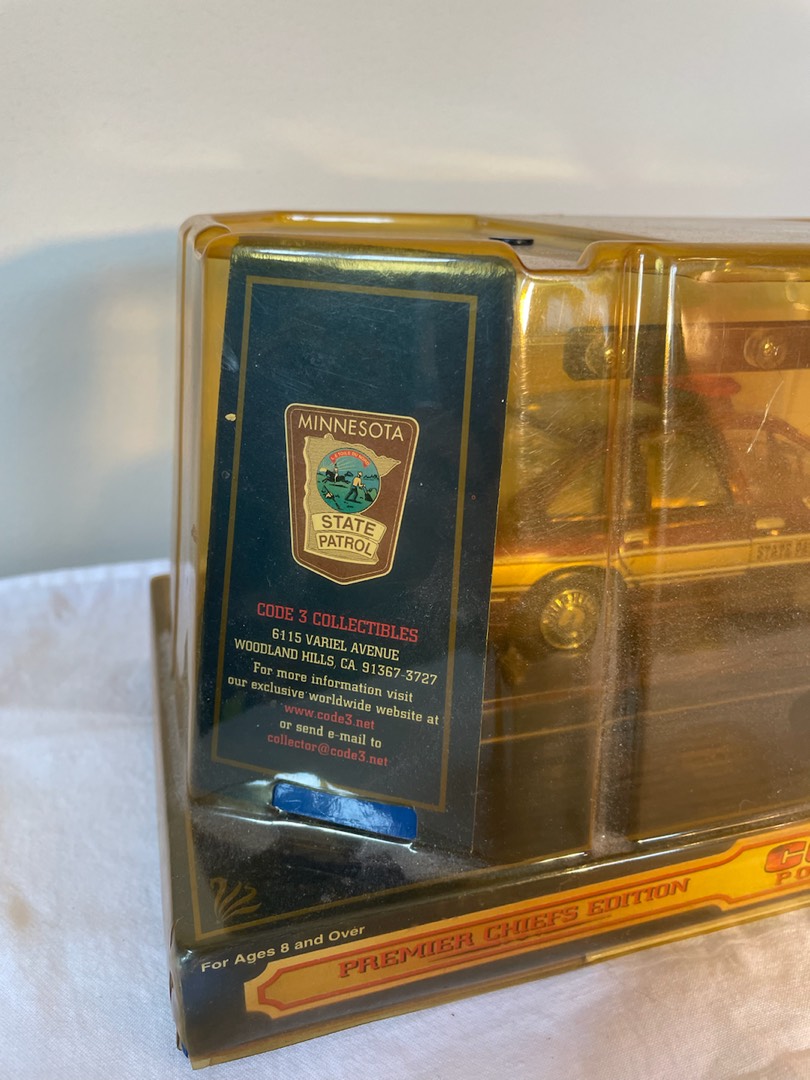 MINNESOTA
STATE
PATROL
CODE 3 COLLECTIBLES
6115 VARIEL AVENUE
WOODLAND HILLS, CA. 91367-3727
For more information visit
our exclusive worldwide website at
www.code3.net
or send e-mail to
collector@code3.net
STATE
For Ages 8 and Over
PREMIER CHIEFS EDITION